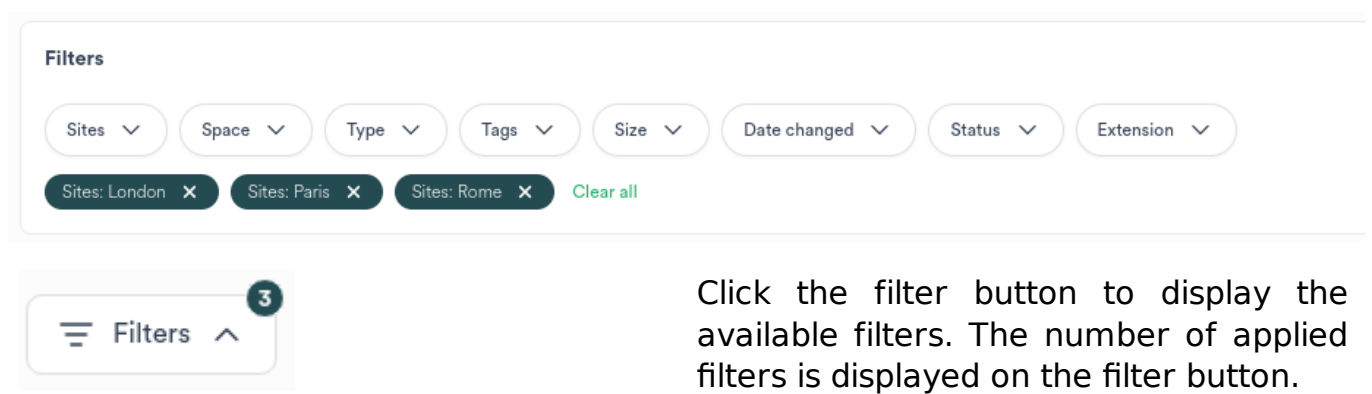 Filters
Sites Space Type Tags Size Date changed Status Extension
Sites: London Sites: Paris Sites: Rome Clear all
3
Filters
Click the filter button to display the
available filters. The number of applied
filters is displayed on the filter button.